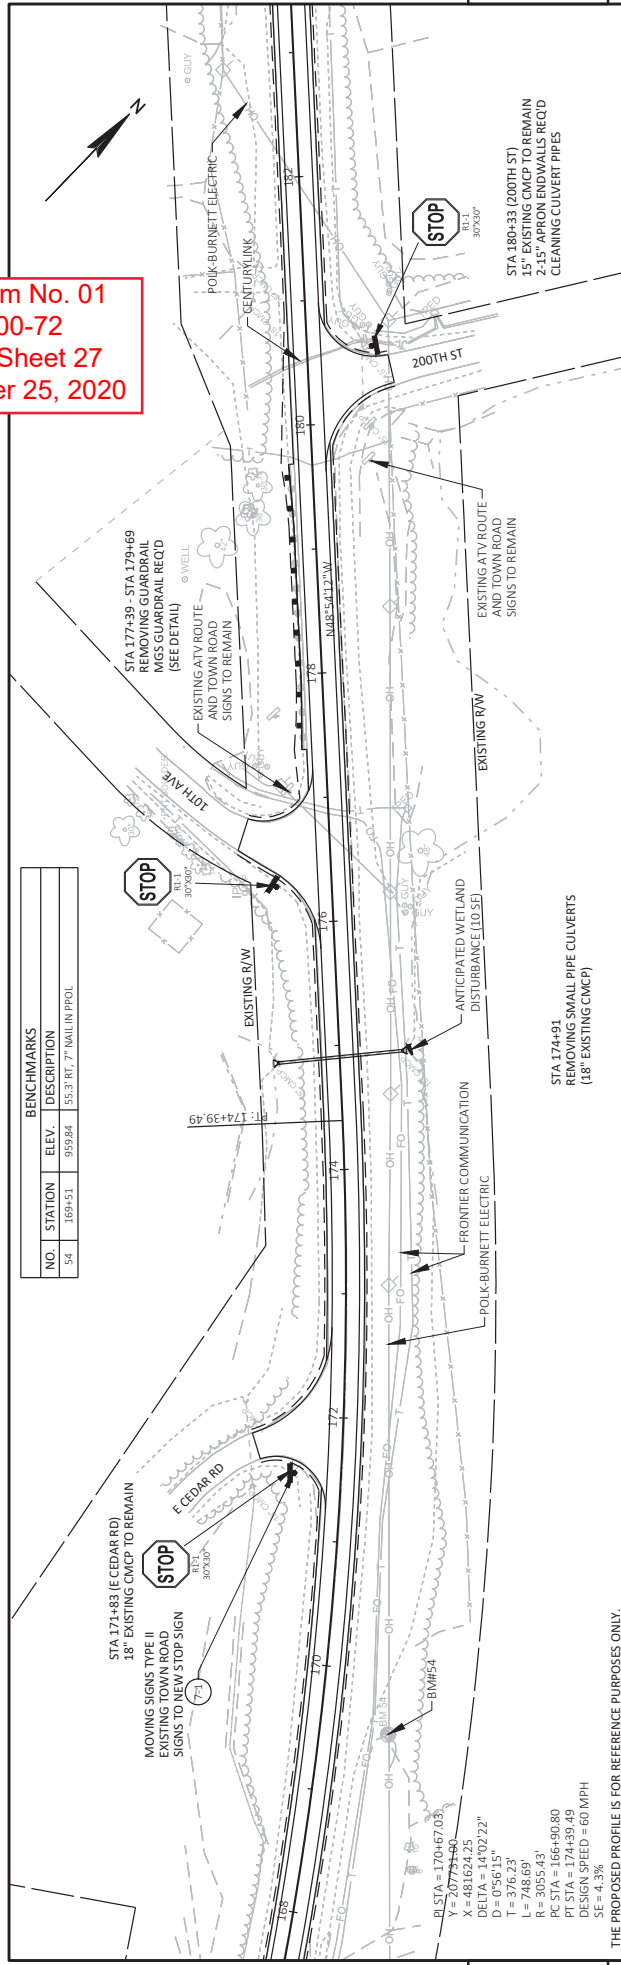 m No. 01
00-72
Sheet 27
er 25, 2020
BENCHMARKS
NO. STATION ELEV. DESCRIPTION
54 169+51 959.84 55.3' RT, 7" NAIL IN PPOL
N
STA 171+83 (E CEDAR RD)
18" EXISTING CMCP TO REMAIN
MOVING SIGNS TYPE II
EXISTING TOWN ROAD
SIGNS TO NEW STOP SIGN
7-1
STOP
R1-1
30"X30"
E CEDAR RD
STOP
R1-1
30"X30"
10TH AVE
STA 177+39 - STA 179+69
REMOVING GUARDRAIL
MGS GUARDRAIL REQ'D
(SEE DETAIL)
EXISTING ATV ROUTE
AND TOWN ROAD
SIGNS TO REMAIN
WELL
GUY
POLK-BURNETT ELECTRIC
CENTURYLINK
EXISTING R/W
PT: 174+39.49
168
170
172
174
176
178
180
182
N48°54'12"W
STOP
R1-1
30"X30"
200TH ST
STA 180+33 (200TH ST)
15" EXISTING CMCP TO REMAIN
2-15" APRON ENDWALLS REQ'D
CLEANING CULVERT PIPES
EXISTING ATV ROUTE
AND TOWN ROAD
SIGNS TO REMAIN
EXISTING R/W
ANTICIPATED WETLAND
DISTURBANCE (10 SF)
STA 174+91
REMOVING SMALL PIPE CULVERTS
(18" EXISTING CMCP)
FRONTIER COMMUNICATION
POLK-BURNETT ELECTRIC
BM 54
BM#54
PI STA = 170+67.03
Y = 207731.00
X = 481624.25
DELTA = 14°02'22"
D = 0°56'15"
T = 376.23'
L = 748.69'
R = 3055.43'
PC STA = 166+90.80
PT STA = 174+39.49
DESIGN SPEED = 60 MPH
SE = 4.3%
THE PROPOSED PROFILE IS FOR REFERENCE PURPOSES ONLY.